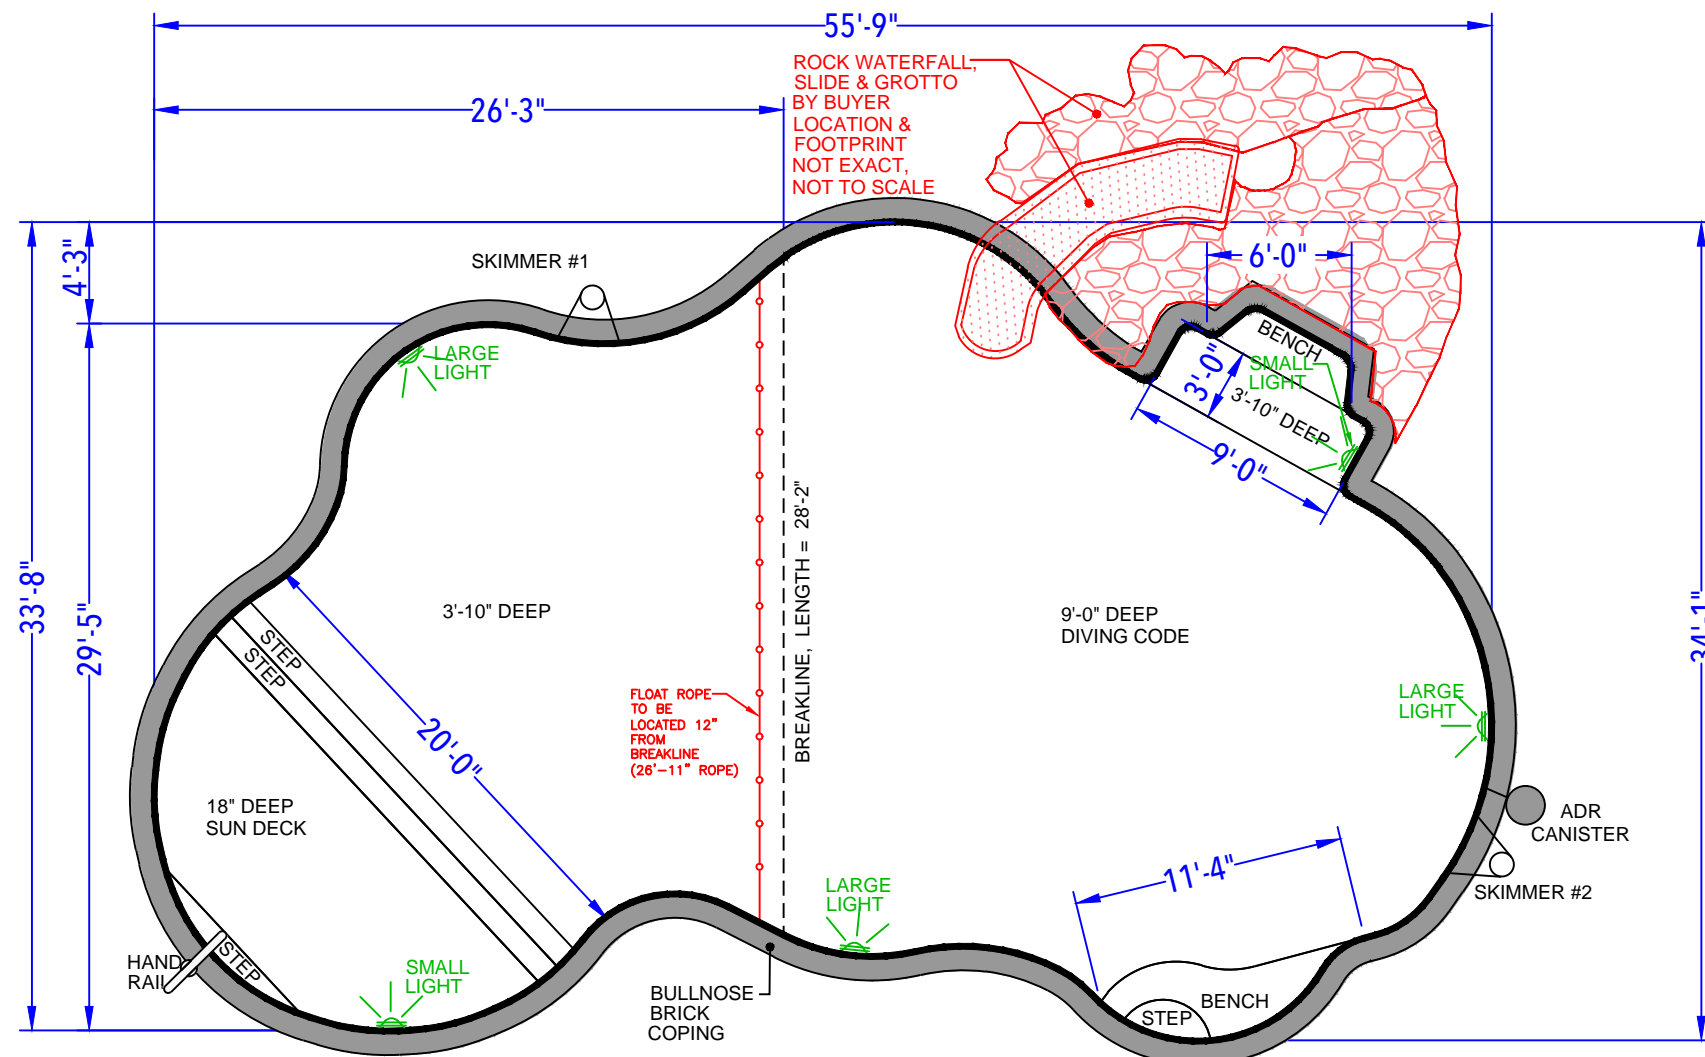 55'-9"
26'-3"
ROCK WATERFALL,
SLIDE & GROTTO
BY BUYER
LOCATION &
FOOTPRINT
NOT EXACT,
NOT TO SCALE
4'-3"
SKIMMER #1
6'-0"
BENCH
LARGE
LIGHT
SMALL
LIGHT
3'-0"
3'-10" DEEP
9'-0"
33'-8"
29'-5"
34'-1"
BREAKLINE, LENGTH = 28'-2"
3'-10" DEEP
9'-0" DEEP
DIVING CODE
STEP
STEP
20'-0"
FLOAT ROPE
TO BE
LOCATED 12"
FROM
BREAKLINE
(26'-11" ROPE)
LARGE
LIGHT
18" DEEP
SUN DECK
ADR
CANISTER
11'-4"
LARGE
LIGHT
SKIMMER #2
HAND
RAIL
STEP
SMALL
LIGHT
BULLNOSE
BRICK
COPING
BENCH
STEP